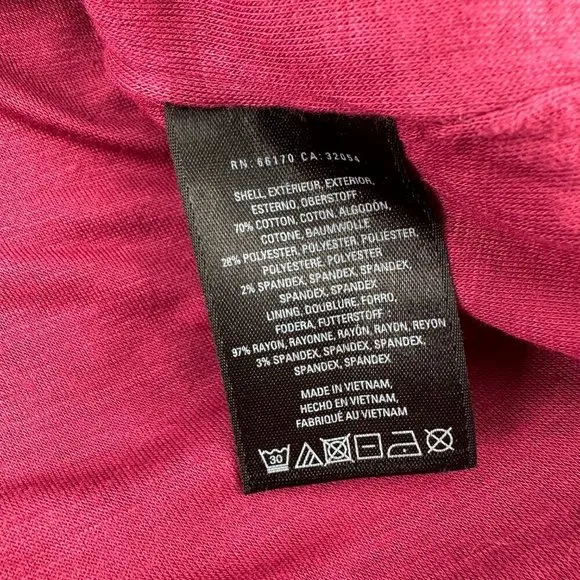 RN: 66170 CA: 32054
SHELL, EXTÉRIEUR, EXTERIOR,
ESTERNO, OBERSTOFF :
70% COTTON, COTON, ALGODÓN,
COTONE, BAUMWOLLE
28% POLYESTER, POLYESTER, POLIÉSTER,
POLYESTERE, POLYESTER
2% SPANDEX, SPANDEX, SPANDEX,
SPANDEX, SPANDEX
LINING, DOUBLURE, FORRO,
FODERA, FUTTERSTOFF :
97% RAYON, RAYONNE, RAYÓN, RAYON, REYON
3% SPANDEX, SPANDEX, SPANDEX,
SPANDEX, SPANDEX
MADE IN VIETNAM,
HECHO EN VIETNAM,
FABRIQUÉ AU VIETNAM
30